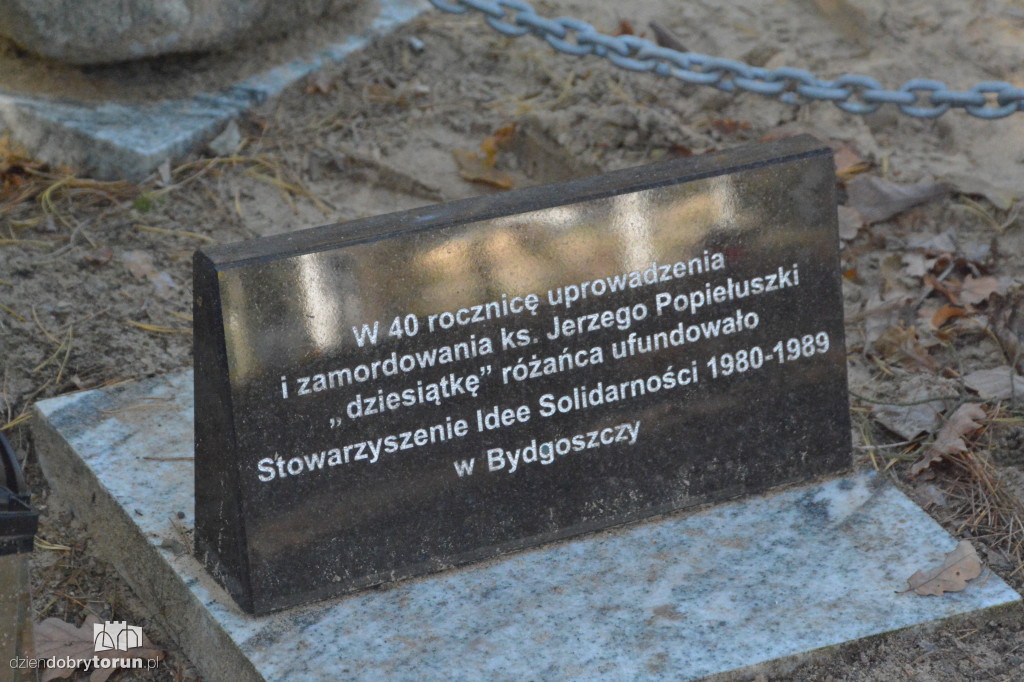 W 40 rocznicę uprowadzenia
i zamordowania ks. Jerzego Popiełuszki
„dziesiątkę” różańca ufundowało
Stowarzyszenie Idee Solidarności 1980-1989
w Bydgoszczy
dziendobrytorun.pl